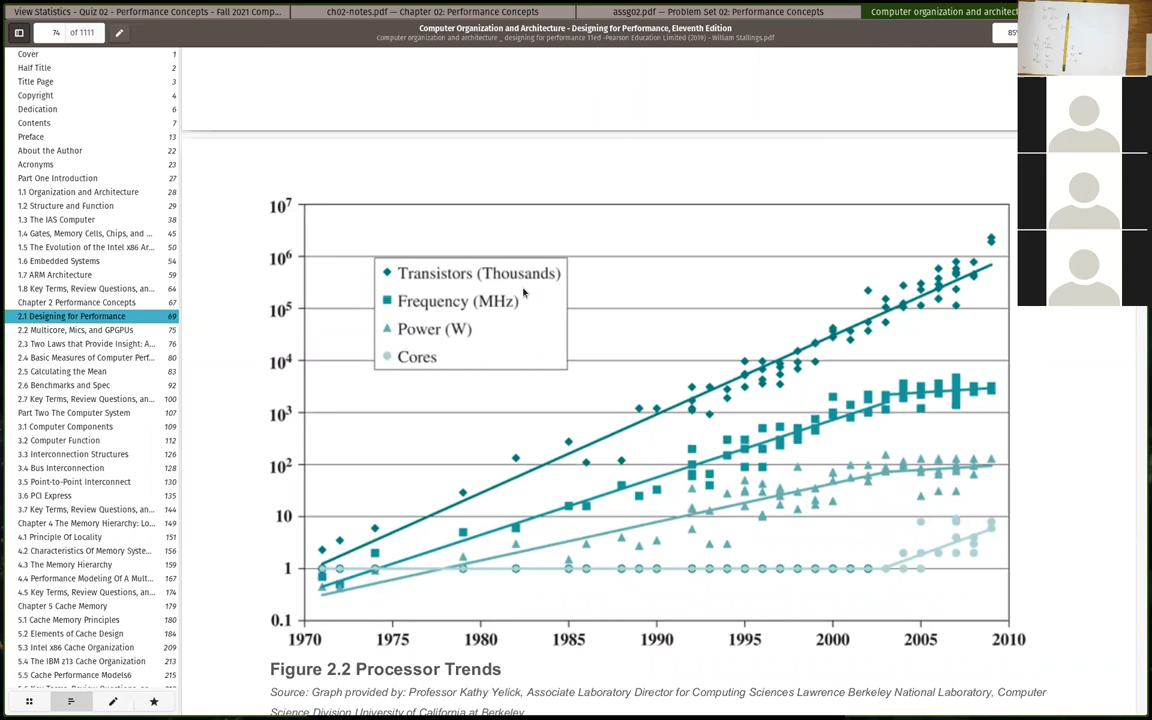 View Statistics - Quiz 02 - Performance Concepts - Fall 2021 Comp...
ch02-notes.pdf — Chapter 02: Performance Concepts
assg02.pdf — Problem Set 02: Performance Concepts
computer organization and architect
74 of 1111
Computer Organization and Architecture - Designing for Performance, Eleventh Edition
Computer organization and architecture _ designing for performance 11ed -Pearson Education Limited (2019) - William Stallings.pdf
Cover 1
Half Title 2
Title Page 3
Copyright 4
Dedication 6
Contents 7
Preface 13
About the Author 22
Acronyms 23
Part One Introduction 27
1.1 Organization and Architecture 28
1.2 Structure and Function 29
1.3 The IAS Computer 38
1.4 Gates, Memory Cells, Chips, and ... 45
1.5 The Evolution of the Intel x86 Ar... 50
1.6 Embedded Systems 54
1.7 ARM Architecture 59
1.8 Key Terms, Review Questions, an... 64
Chapter 2 Performance Concepts 67
2.1 Designing for Performance 69
2.2 Multicore, Mics, and GPGPUs 75
2.3 Two Laws that Provide Insight: A... 76
2.4 Basic Measures of Computer Perf... 80
2.5 Calculating the Mean 83
2.6 Benchmarks and Spec 92
2.7 Key Terms, Review Questions, an... 100
Part Two The Computer System 107
3.1 Computer Components 109
3.2 Computer Function 112
3.3 Interconnection Structures 126
3.4 Bus Interconnection 128
3.5 Point-to-Point Interconnect 130
3.6 PCI Express 135
3.7 Key Terms, Review Questions, an... 144
Chapter 4 The Memory Hierarchy: Lo... 149
4.1 Principle Of Locality 151
4.2 Characteristics Of Memory Syste... 156
4.3 The Memory Hierarchy 159
4.4 Performance Modeling Of A Mult... 167
4.5 Key Terms, Review Questions, an... 174
Chapter 5 Cache Memory 179
5.1 Cache Memory Principles 180
5.2 Elements of Cache Design 184
5.3 Intel x86 Cache Organization 209
5.4 The IBM z13 Cache Organization 213
5.5 Cache Performance Models6 215
10⁷
10⁶
10⁵
10⁴
10³
10²
10
1
0.1
Transistors (Thousands)
Frequency (MHz)
Power (W)
Cores
1970 1975 1980 1985 1990 1995 2000 2005 2010
Figure 2.2 Processor Trends
Source: Graph provided by: Professor Kathy Yelick, Associate Laboratory Director for Computing Sciences Lawrence Berkeley National Laboratory, Computer
Science Division University of California at Berkeley